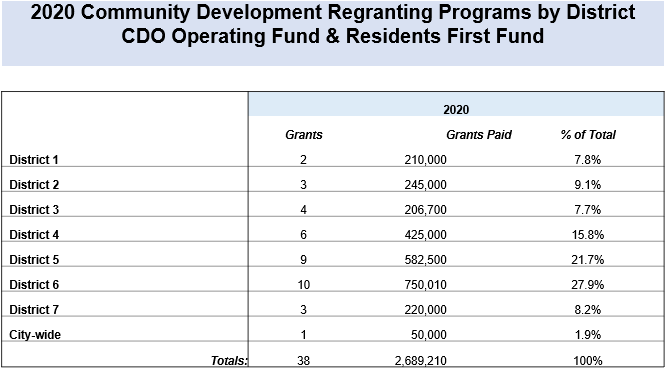 2020 Community Development Regranting Programs by District
CDO Operating Fund & Residents First Fund
2020
Grants Grants Paid % of Total
District 1 2 210,000 7.8%
District 2 3 245,000 9.1%
District 3 4 206,700 7.7%
District 4 6 425,000 15.8%
District 5 9 582,500 21.7%
District 6 10 750,010 27.9%
District 7 3 220,000 8.2%
City-wide 1 50,000 1.9%
Totals: 38 2,689,210 100%